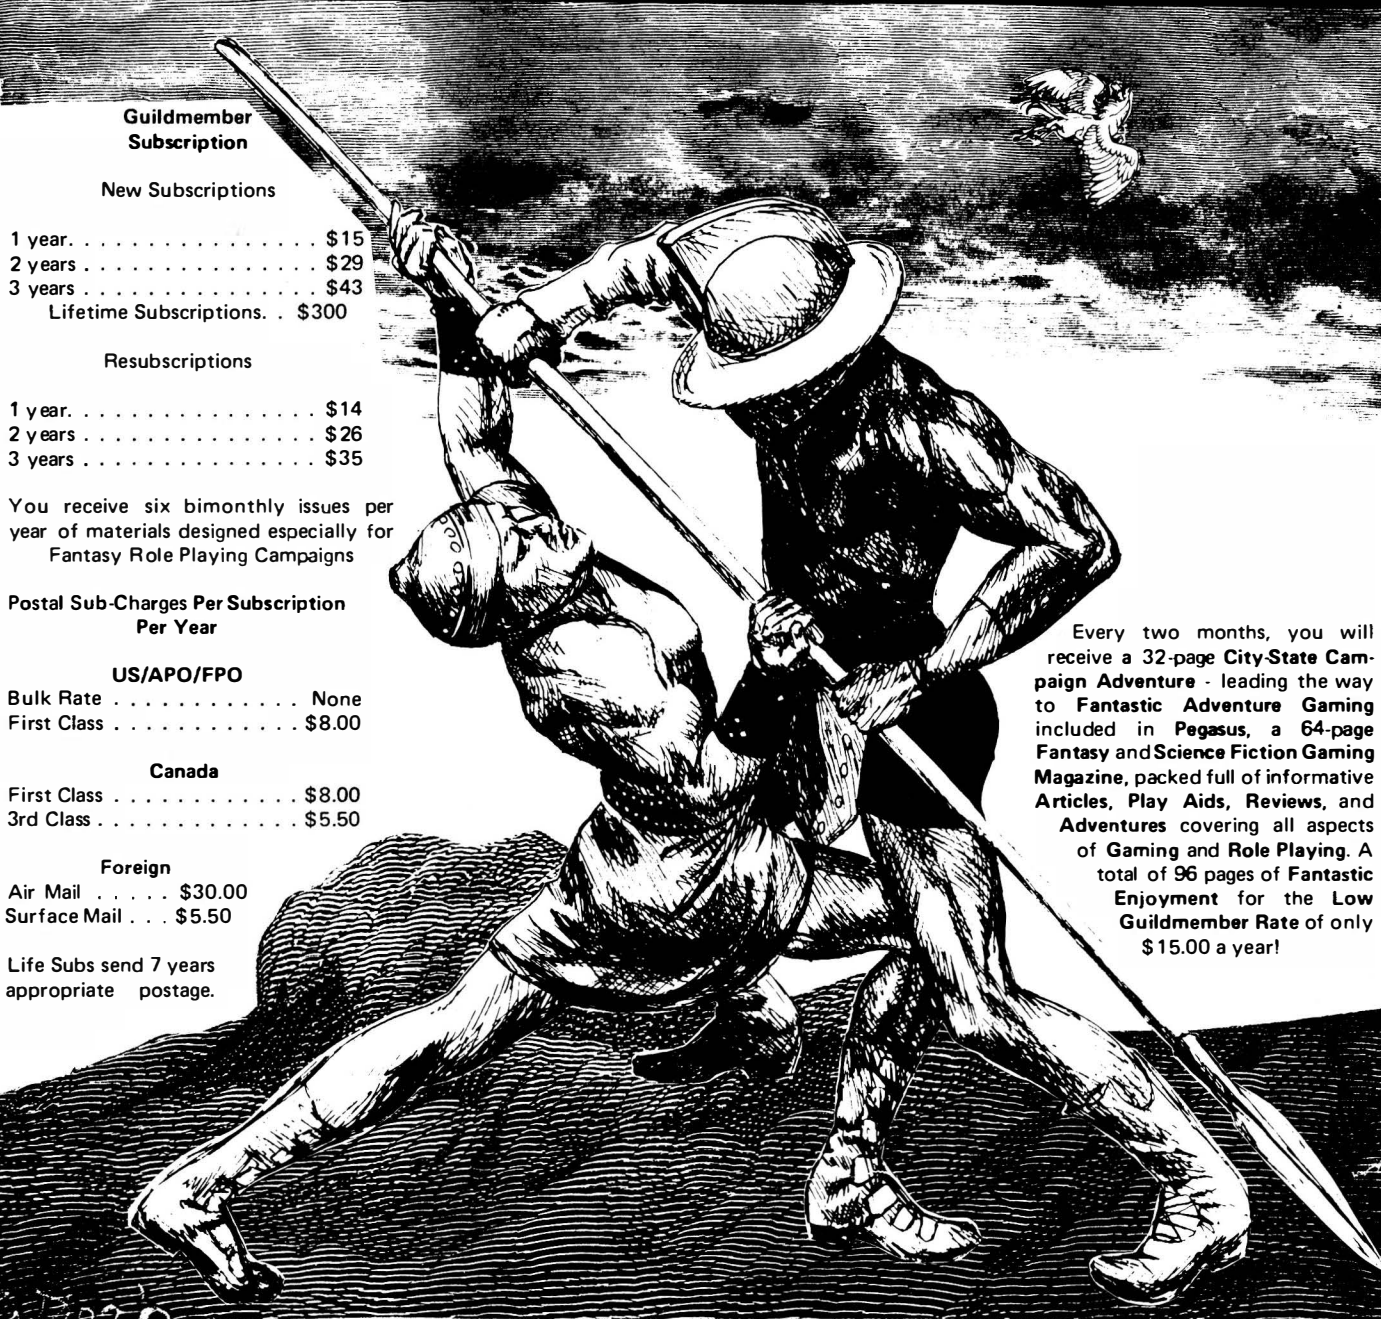 Guildmember
Subscription
New Subscriptions
1 year. . . . . . . . . . . . . . . . $15
2 years . . . . . . . . . . . . . . . $29
3 years . . . . . . . . . . . . . . . $43
Lifetime Subscriptions. . $300
Resubscriptions
1 year. . . . . . . . . . . . . . . . $14
2 years . . . . . . . . . . . . . . . $26
3 years . . . . . . . . . . . . . . . $35
You receive six bimonthly issues per
year of materials designed especially for
Fantasy Role Playing Campaigns
Postal Sub-Charges Per Subscription
Per Year
US/APO/FPO
Bulk Rate . . . . . . . . . . . . None
First Class . . . . . . . . . . . . $8.00
Canada
First Class . . . . . . . . . . . . $8.00
3rd Class . . . . . . . . . . . . . $5.50
Foreign
Air Mail . . . . . $30.00
Surface Mail . . . $5.50
Life Subs send 7 years
appropriate postage.
Every two months, you will
receive a 32-page City-State Cam-
paign Adventure - leading the way
to Fantastic Adventure Gaming
included in Pegasus, a 64-page
Fantasy and Science Fiction Gaming
Magazine, packed full of informative
Articles, Play Aids, Reviews, and
Adventures covering all aspects
of Gaming and Role Playing. A
total of 96 pages of Fantastic
Enjoyment for the Low
Guildmember Rate of only
$15.00 a year!